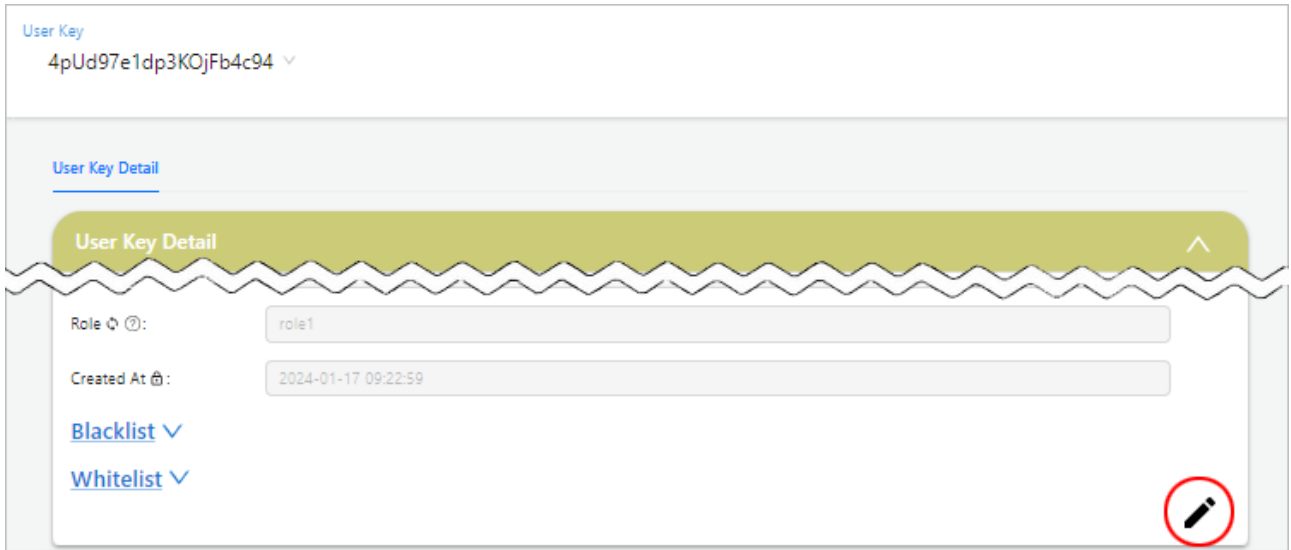 User Key
4pUd97e1dp3KOjFb4c94
User Key Detail
User Key Detail
Role ?:
role1
Created At :
2024-01-17 09:22:59
Blacklist
Whitelist